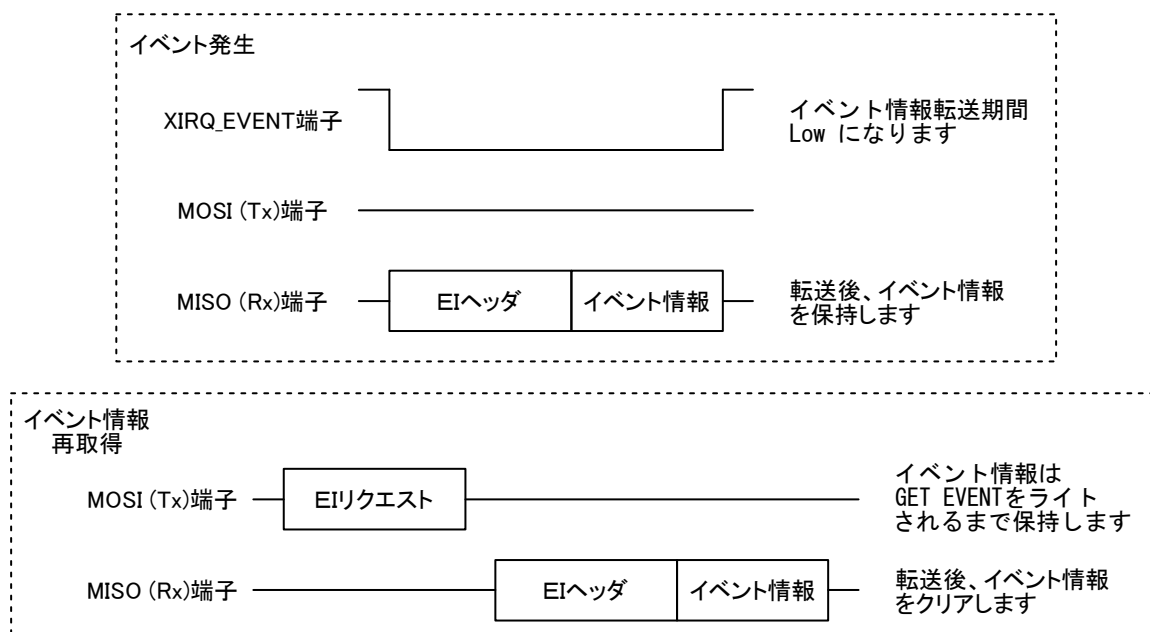 イベント発生
XIRQ_EVENT端子
イベント情報転送期間
Low になります
MOSI (Tx)端子
MISO (Rx)端子
EIヘッダ
イベント情報
転送後、イベント情報
を保持します
イベント情報
再取得
MOSI (Tx)端子
EIリクエスト
イベント情報は
GET EVENTをライト
されるまで保持します
MISO (Rx)端子
EIヘッダ
イベント情報
転送後、イベント情報
をクリアします